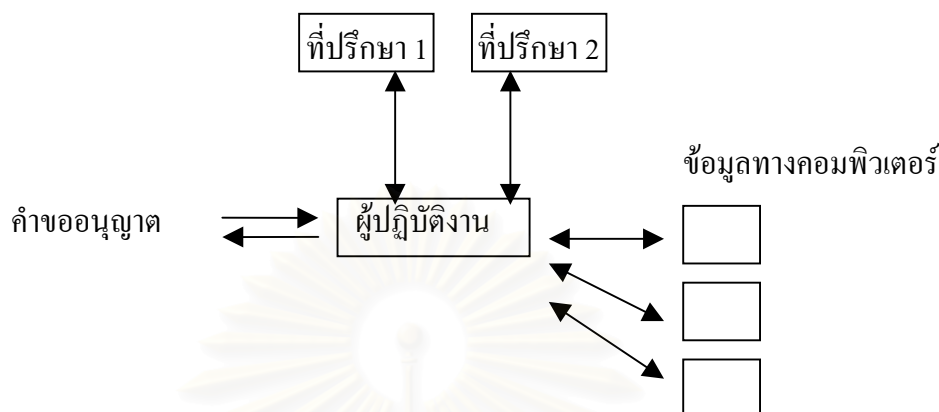 ที่ปรึกษา 1
ที่ปรึกษา 2
ข้อมูลทางคอมพิวเตอร์
คำขออนุญาต
ผู้ปฏิบัติงาน